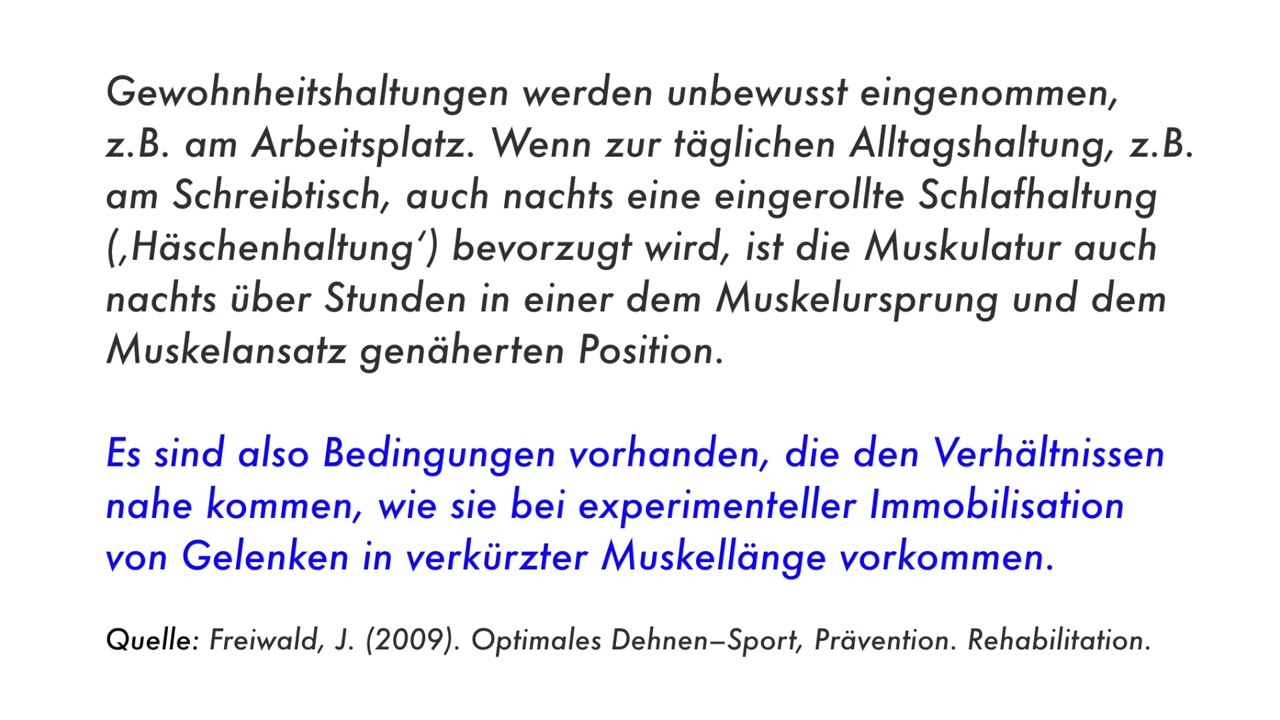 Gewohnheitshaltungen werden unbewusst eingenommen,
z.B. am Arbeitsplatz. Wenn zur täglichen Alltagshaltung, z.B.
am Schreibtisch, auch nachts eine eingerollte Schlafhaltung
(‚Häschenhaltung‘) bevorzugt wird, ist die Muskulatur auch
nachts über Stunden in einer dem Muskelursprung und dem
Muskelansatz genäherten Position.
Es sind also Bedingungen vorhanden, die den Verhältnissen
nahe kommen, wie sie bei experimenteller Immobilisation
von Gelenken in verkürzter Muskellänge vorkommen.
Quelle: Freiwald, J. (2009). Optimales Dehnen–Sport, Prävention. Rehabilitation.